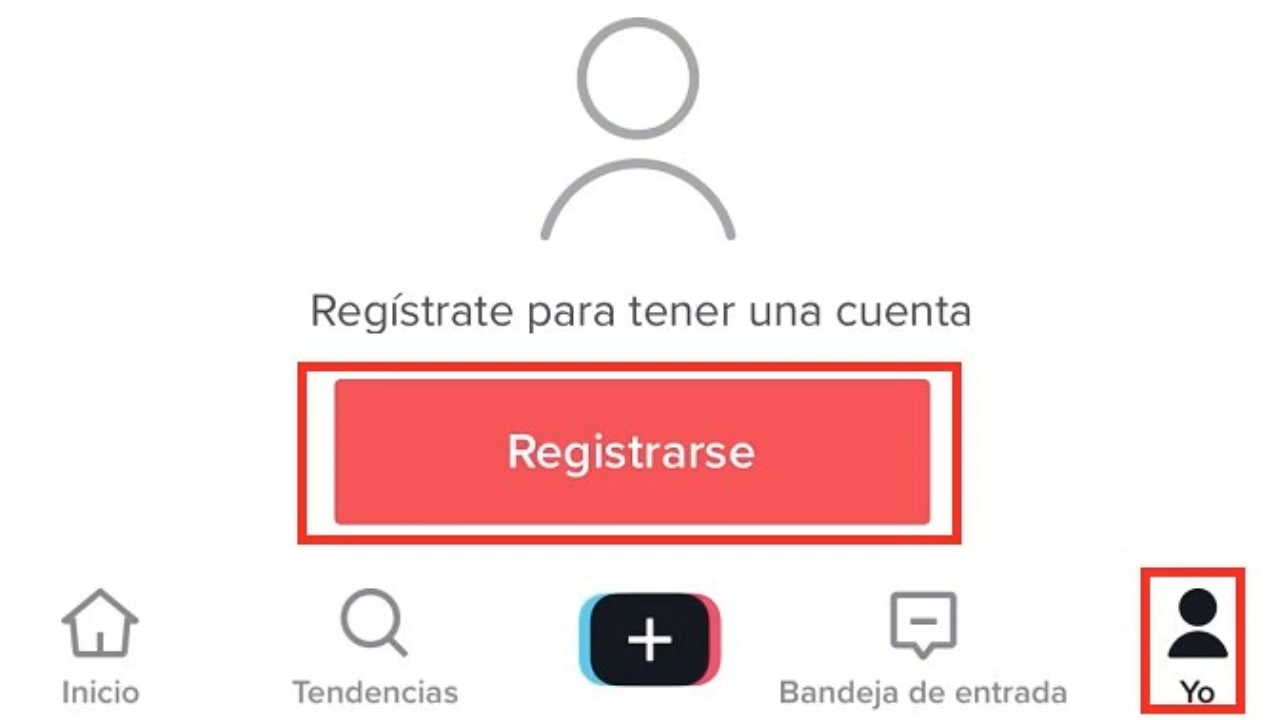 Regístrate para tener una cuenta
Registrarse
Inicio
Tendencias
Bandeja de entrada
Yo